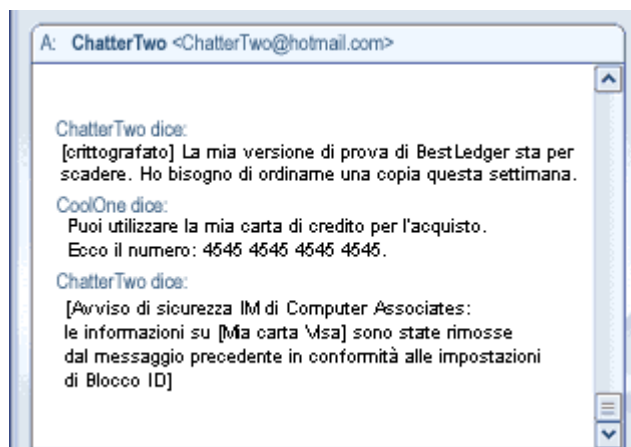 A: ChatterTwo <ChatterTwo@hotmail.com>
ChatterTwo dice:
[crittografato] La mia versione di prova di BestLedger sta per
scadere. Ho bisogno di ordinarne una copia questa settimana.
CoolOne dice:
Puoi utilizzare la mia carta di credito per l'acquisto.
Ecco il numero: 4545 4545 4545 4545.
ChatterTwo dice:
[Avviso di sicurezza IM di Computer Associates:
le informazioni su [Mia carta Visa] sono state rimosse
dal messaggio precedente in conformità alle impostazioni
di Blocco ID]